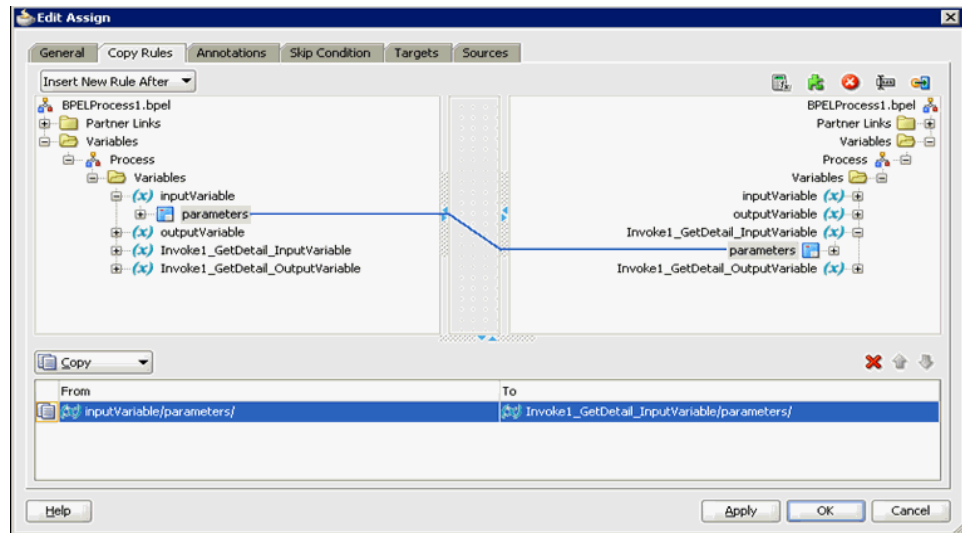 Edit Assign
General Copy Rules Annotations Skip Condition Targets Sources
Insert New Rule After
BPELProcess1.bpel
Partner Links
Variables
Process
Variables
(x) inputVariable
parameters
(x) outputVariable
(x) Invoke1_GetDetail_InputVariable
(x) Invoke1_GetDetail_OutputVariable
BPELProcess1.bpel
Partner Links
Variables
Process
Variables
inputVariable (x)
outputVariable (x)
Invoke1_GetDetail_InputVariable (x)
parameters
Invoke1_GetDetail_OutputVariable (x)
Copy
From To
inputVariable/parameters/ Invoke1_GetDetail_InputVariable/parameters/
Help Apply OK Cancel